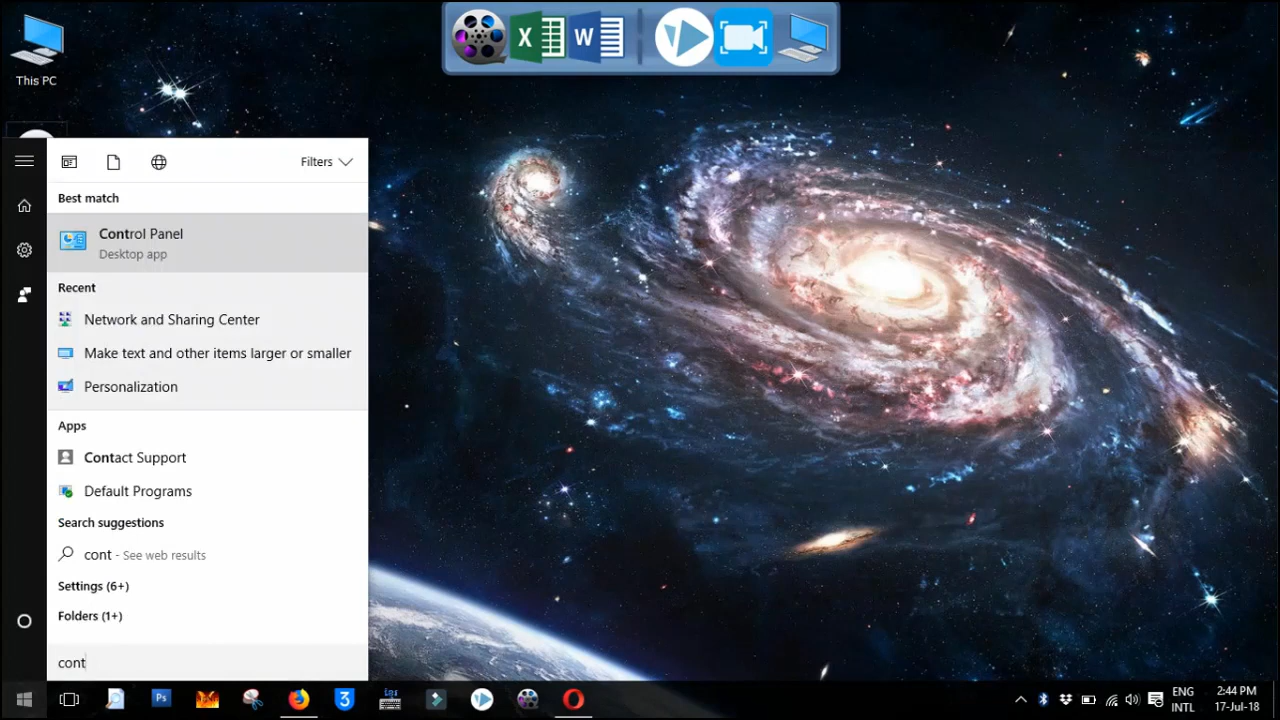 This PC
X
W
Filters
Best match
Control Panel
Desktop app
Recent
Network and Sharing Center
Make text and other items larger or smaller
Personalization
Apps
Contact Support
Default Programs
Search suggestions
cont - See web results
Settings (6+)
Folders (1+)
cont
Ps
3
ENG
INTL
2:44 PM
17-Jul-18